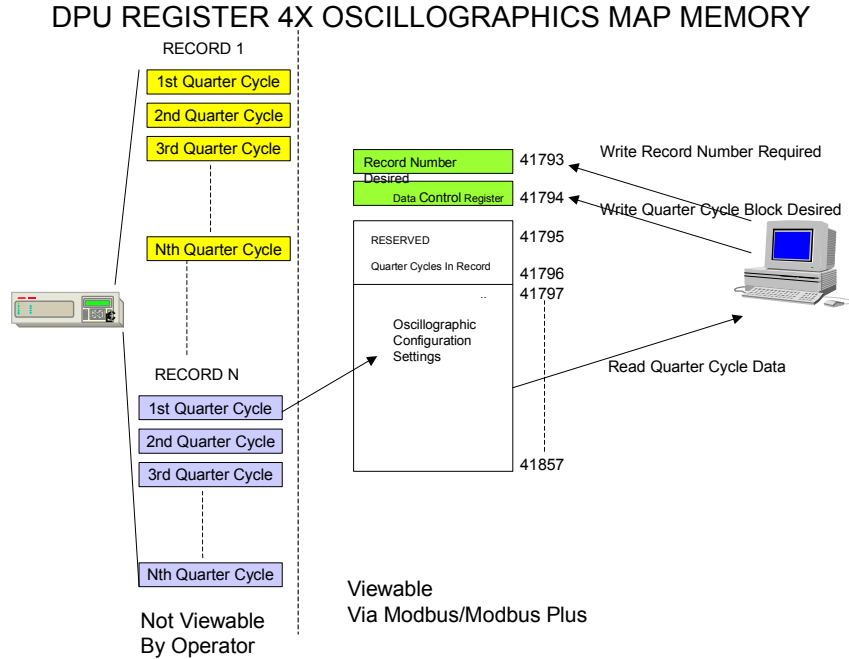 DPU REGISTER 4X OSCILLOGRAPHICS MAP MEMORY
RECORD 1
1st Quarter Cycle
2nd Quarter Cycle
3rd Quarter Cycle
Nth Quarter Cycle
RECORD N
1st Quarter Cycle
2nd Quarter Cycle
3rd Quarter Cycle
Nth Quarter Cycle
Not Viewable
By Operator
Record Number
Desired
41793
Data Control Register
41794
RESERVED
41795
Quarter Cycles In Record
41796
..
41797
Oscillographic
Configuration
Settings
41857
Write Record Number Required
Write Quarter Cycle Block Desired
Read Quarter Cycle Data
Viewable
Via Modbus/Modbus Plus